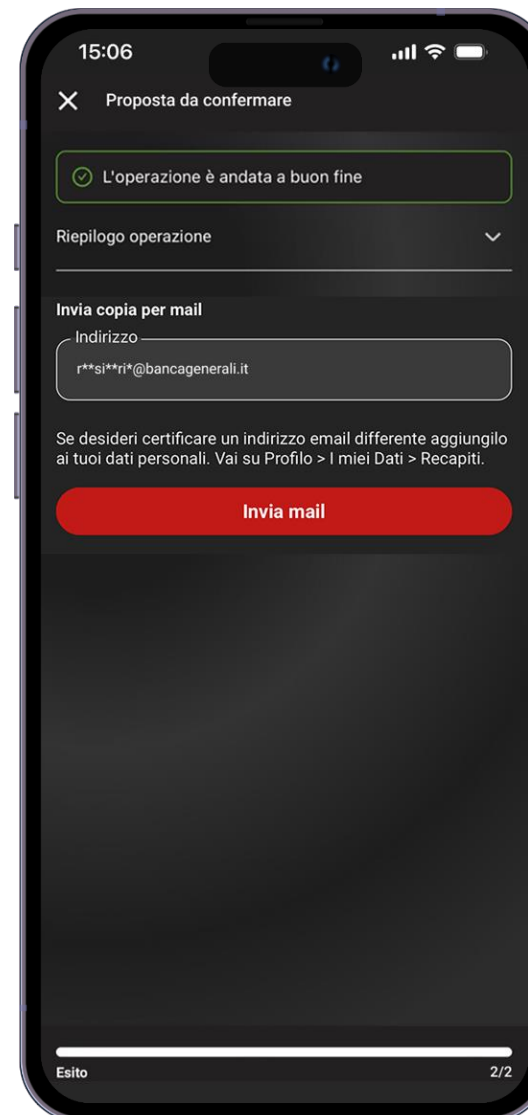 15:06
Proposta da confermare
L'operazione è andata a buon fine
Riepilogo operazione
Invia copia per mail
Indirizzo
r**si**ri*@bancagenerali.it
Se desideri certificare un indirizzo email differente aggiungilo
ai tuoi dati personali. Vai su Profilo > I miei Dati > Recapiti.
Invia mail
Esito 2/2